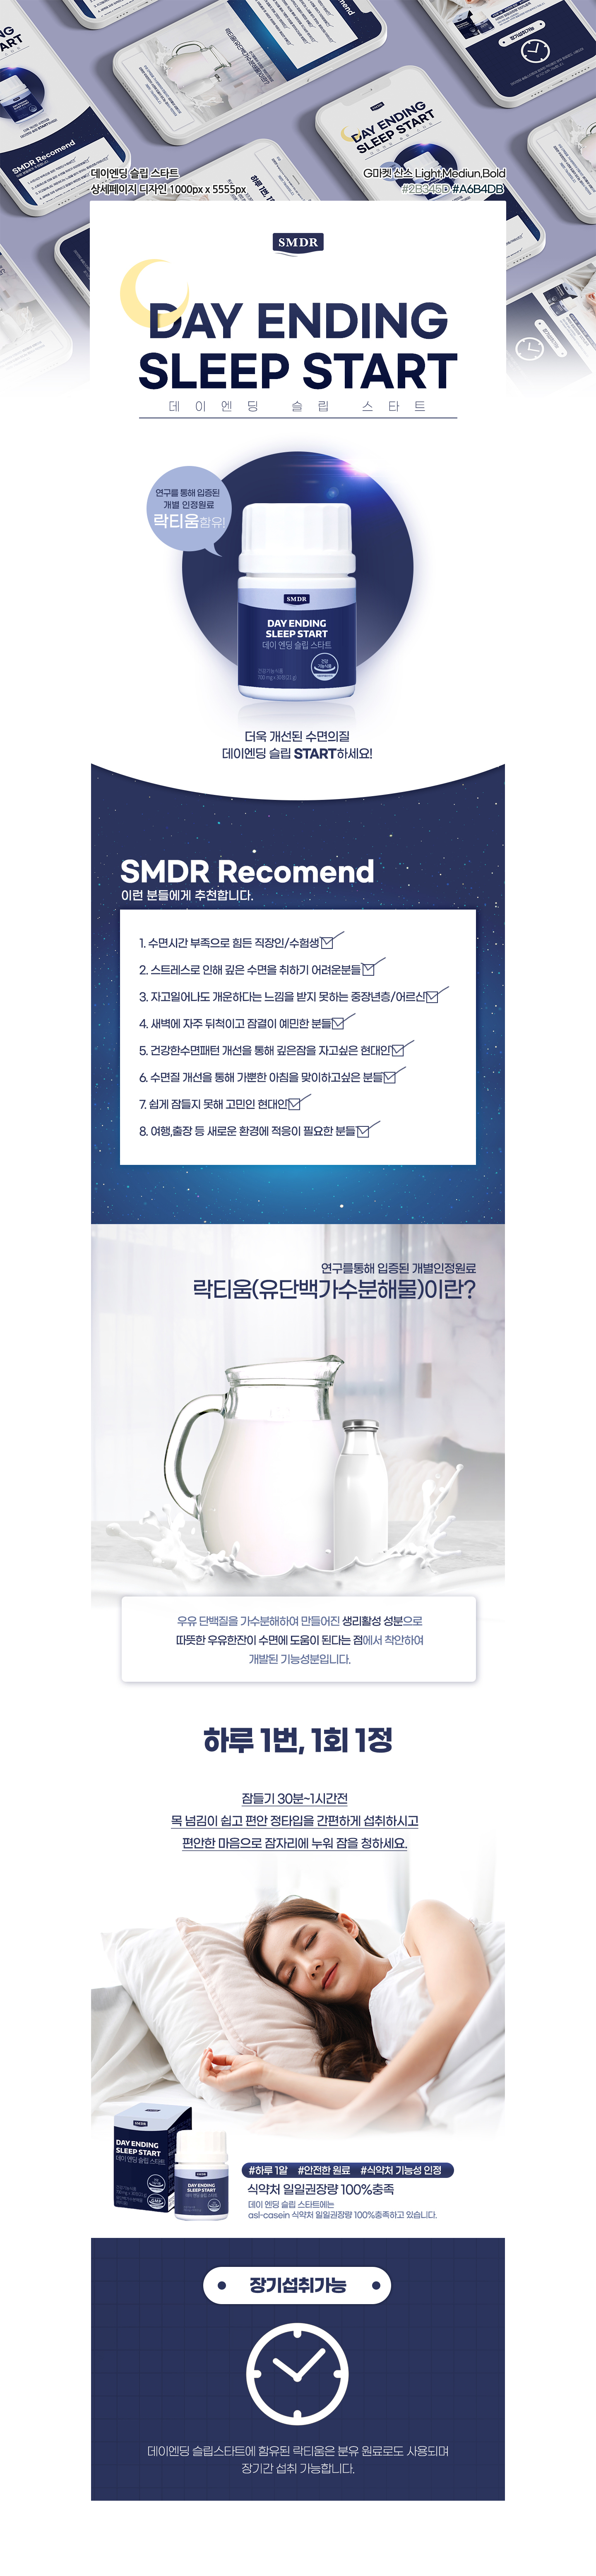 데이엔딩 슬립 스타트
상세페이지 디자인 1000px x 5555px
G마켓 산스 Light,Mediun,Bold
#2B345D #A6B4DB
SMDR
DAY ENDING
SLEEP START
데이엔딩 슬립 스타트
연구를 통해 입증된
개별 인정원료
락티움함유!
SMDR
DAY ENDING
SLEEP START
데이 엔딩 슬립 스타트
건강기능식품
더욱 개선된 수면의질
데이엔딩 슬립 START하세요!
SMDR Recomend
이런 분들에게 추천합니다.
1. 수면시간 부족으로 힘든 직장인/수험생
2. 스트레스로 인해 깊은 수면을 취하기 어려운분들
3. 자고일어나도 개운하다는 느낌을 받지 못하는 중장년층/어르신
4. 새벽에 자주 뒤척이고 잠결이 예민한 분들
5. 건강한수면패턴 개선을 통해 깊은잠을 자고싶은 현대인
6. 수면질 개선을 통해 가뿐한 아침을 맞이하고싶은 분들
7. 쉽게 잠들지 못해 고민인 현대인
8. 여행,출장 등 새로운 환경에 적응이 필요한 분들
연구를통해 입증된 개별인정원료
락티움(유단백가수분해물)이란?
우유 단백질을 가수분해하여 만들어진 생리활성 성분으로
따뜻한 우유한잔이 수면에 도움이 된다는 점에서 착안하여
개발된 기능성분입니다.
하루 1번, 1회 1정
잠들기 30분~1시간전
목 넘김이 쉽고 편안 정타입을 간편하게 섭취하시고
편안한 마음으로 잠자리에 누워 잠을 청하세요.
DAY ENDING
SLEEP START
데이 엔딩 슬립 스타트
DAY ENDING
SLEEP START
#하루 1알 #안전한 원료 #식약처 기능성 인정
식약처 일일권장량 100%충족
데이 엔딩 슬립 스타트에는
asl-casein 식약처 일일권장량 100%충족하고 있습니다.
장기섭취가능
데이엔딩 슬립스타트에 함유된 락티움은 분유 원료로도 사용되며
장기간 섭취 가능합니다.